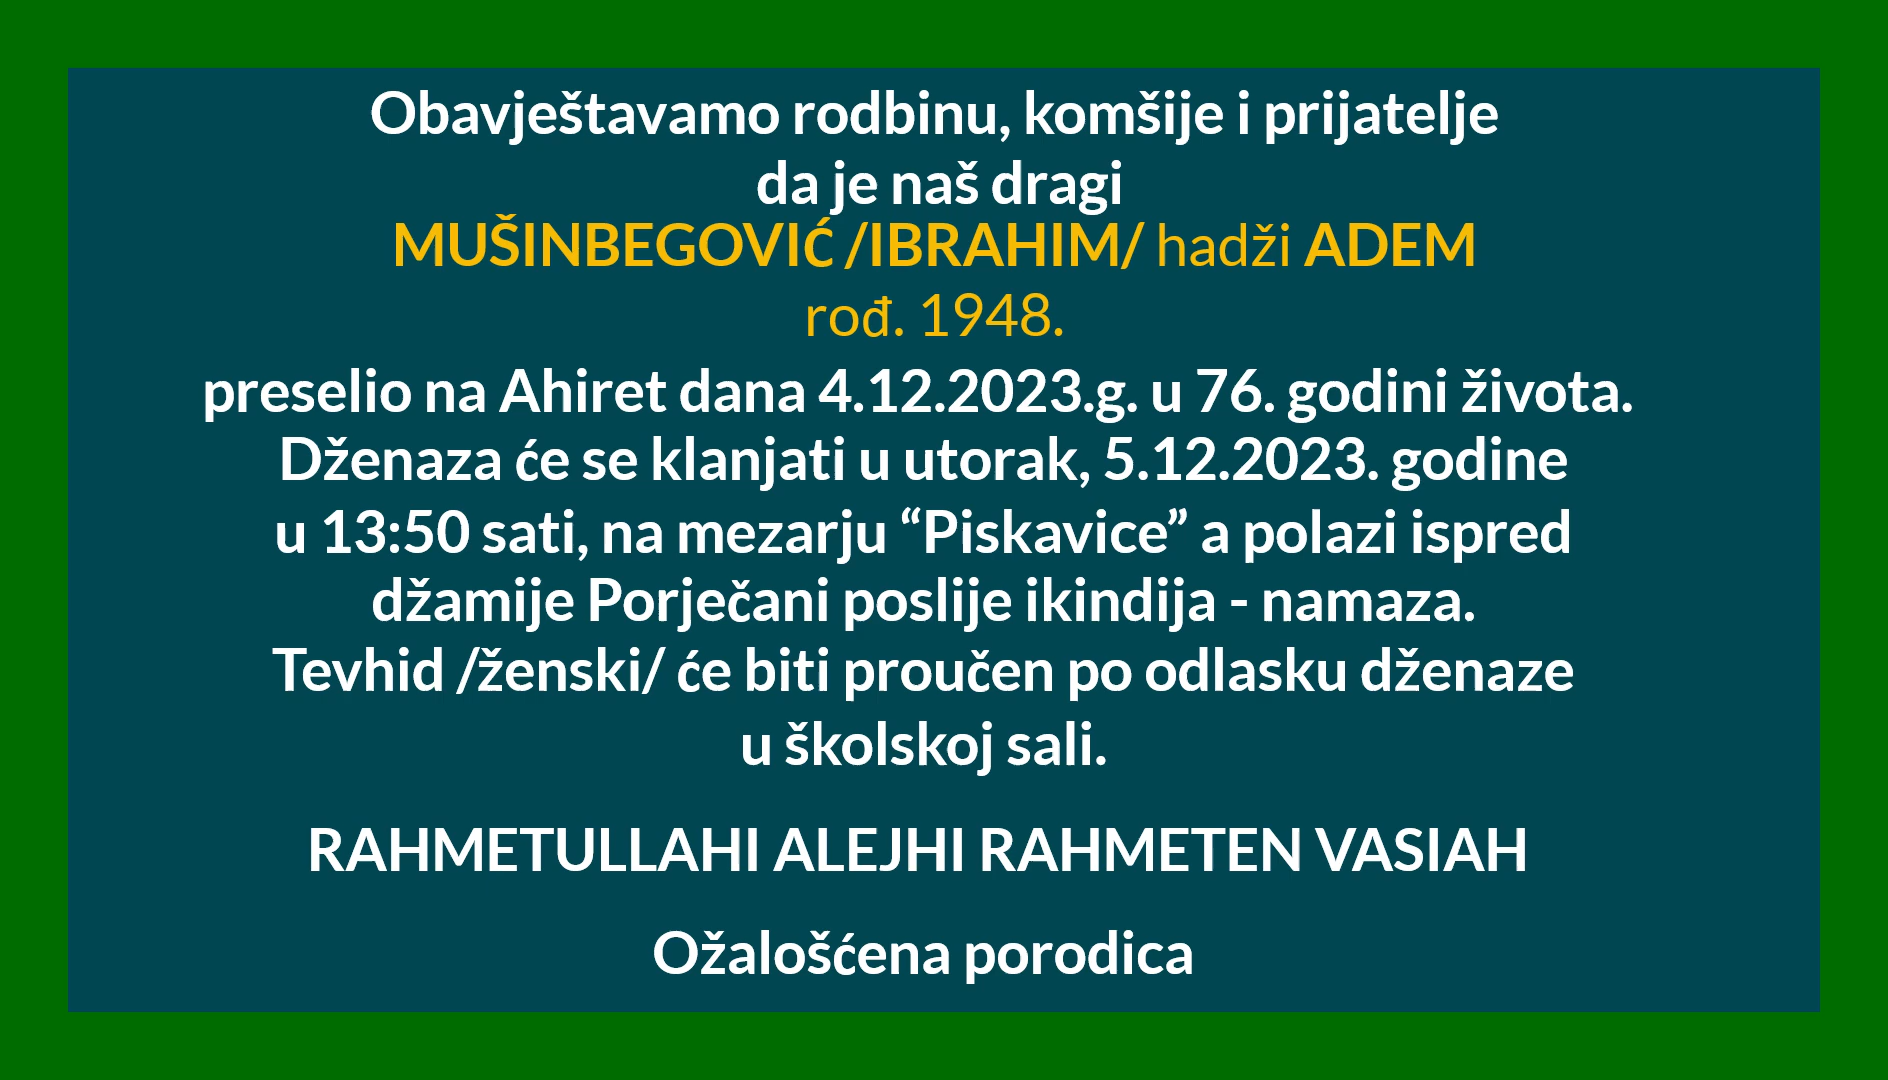 Obavještavamo rodbinu, komšije i prijatelje
da je naš dragi
MUŠINBEGOVIĆ /IBRAHIM/ hadži ADEM
rođ. 1948.
preselio na Ahiret dana 4.12.2023.g. u 76. godini života.
Dženaza će se klanjati u utorak, 5.12.2023. godine
u 13:50 sati, na mezarju “Piskavice” a polazi ispred
džamije Porječani poslije ikindija - namaza.
Tevhid /ženski/ će biti proučen po odlasku dženaze
u školskoj sali.
RAHMETULLAHI ALEJHI RAHMETEN VASIAH
Ožalošćena porodica